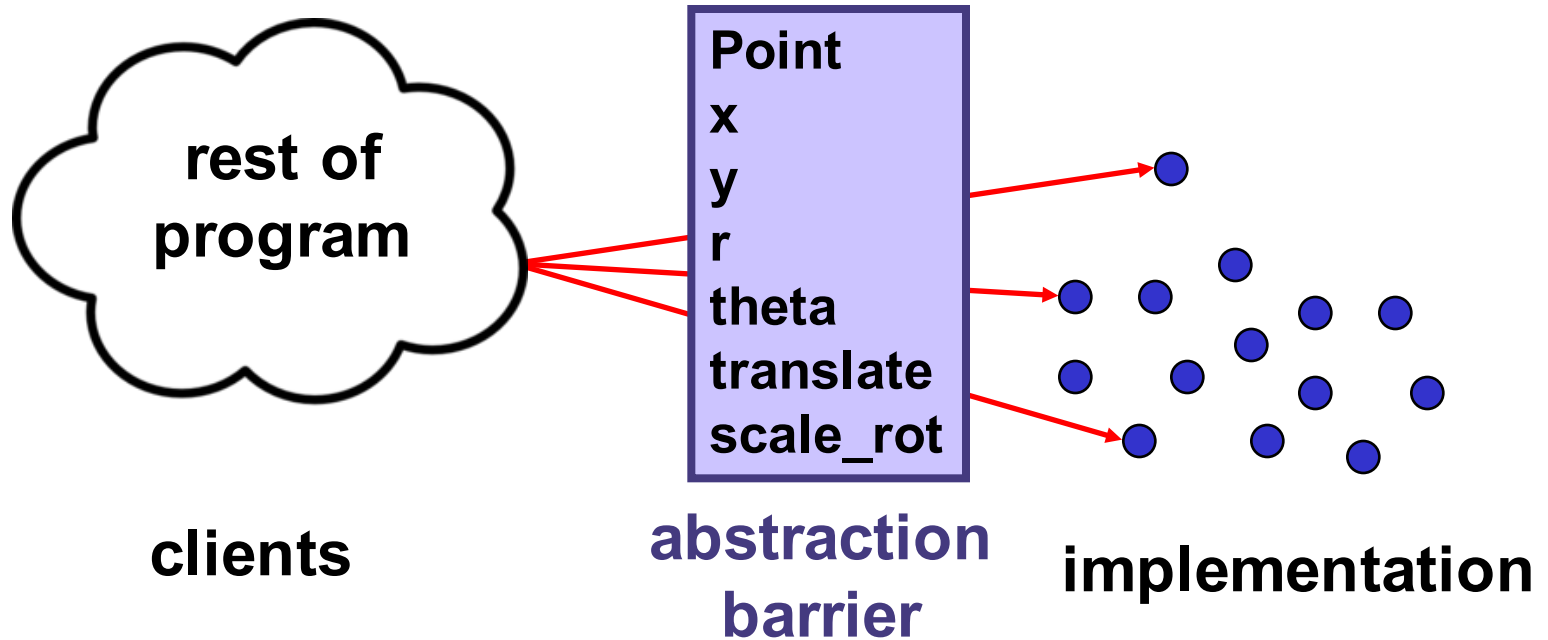 rest of
program
Point
x
y
r
theta
translate
scale_rot
clients
abstraction
barrier
implementation